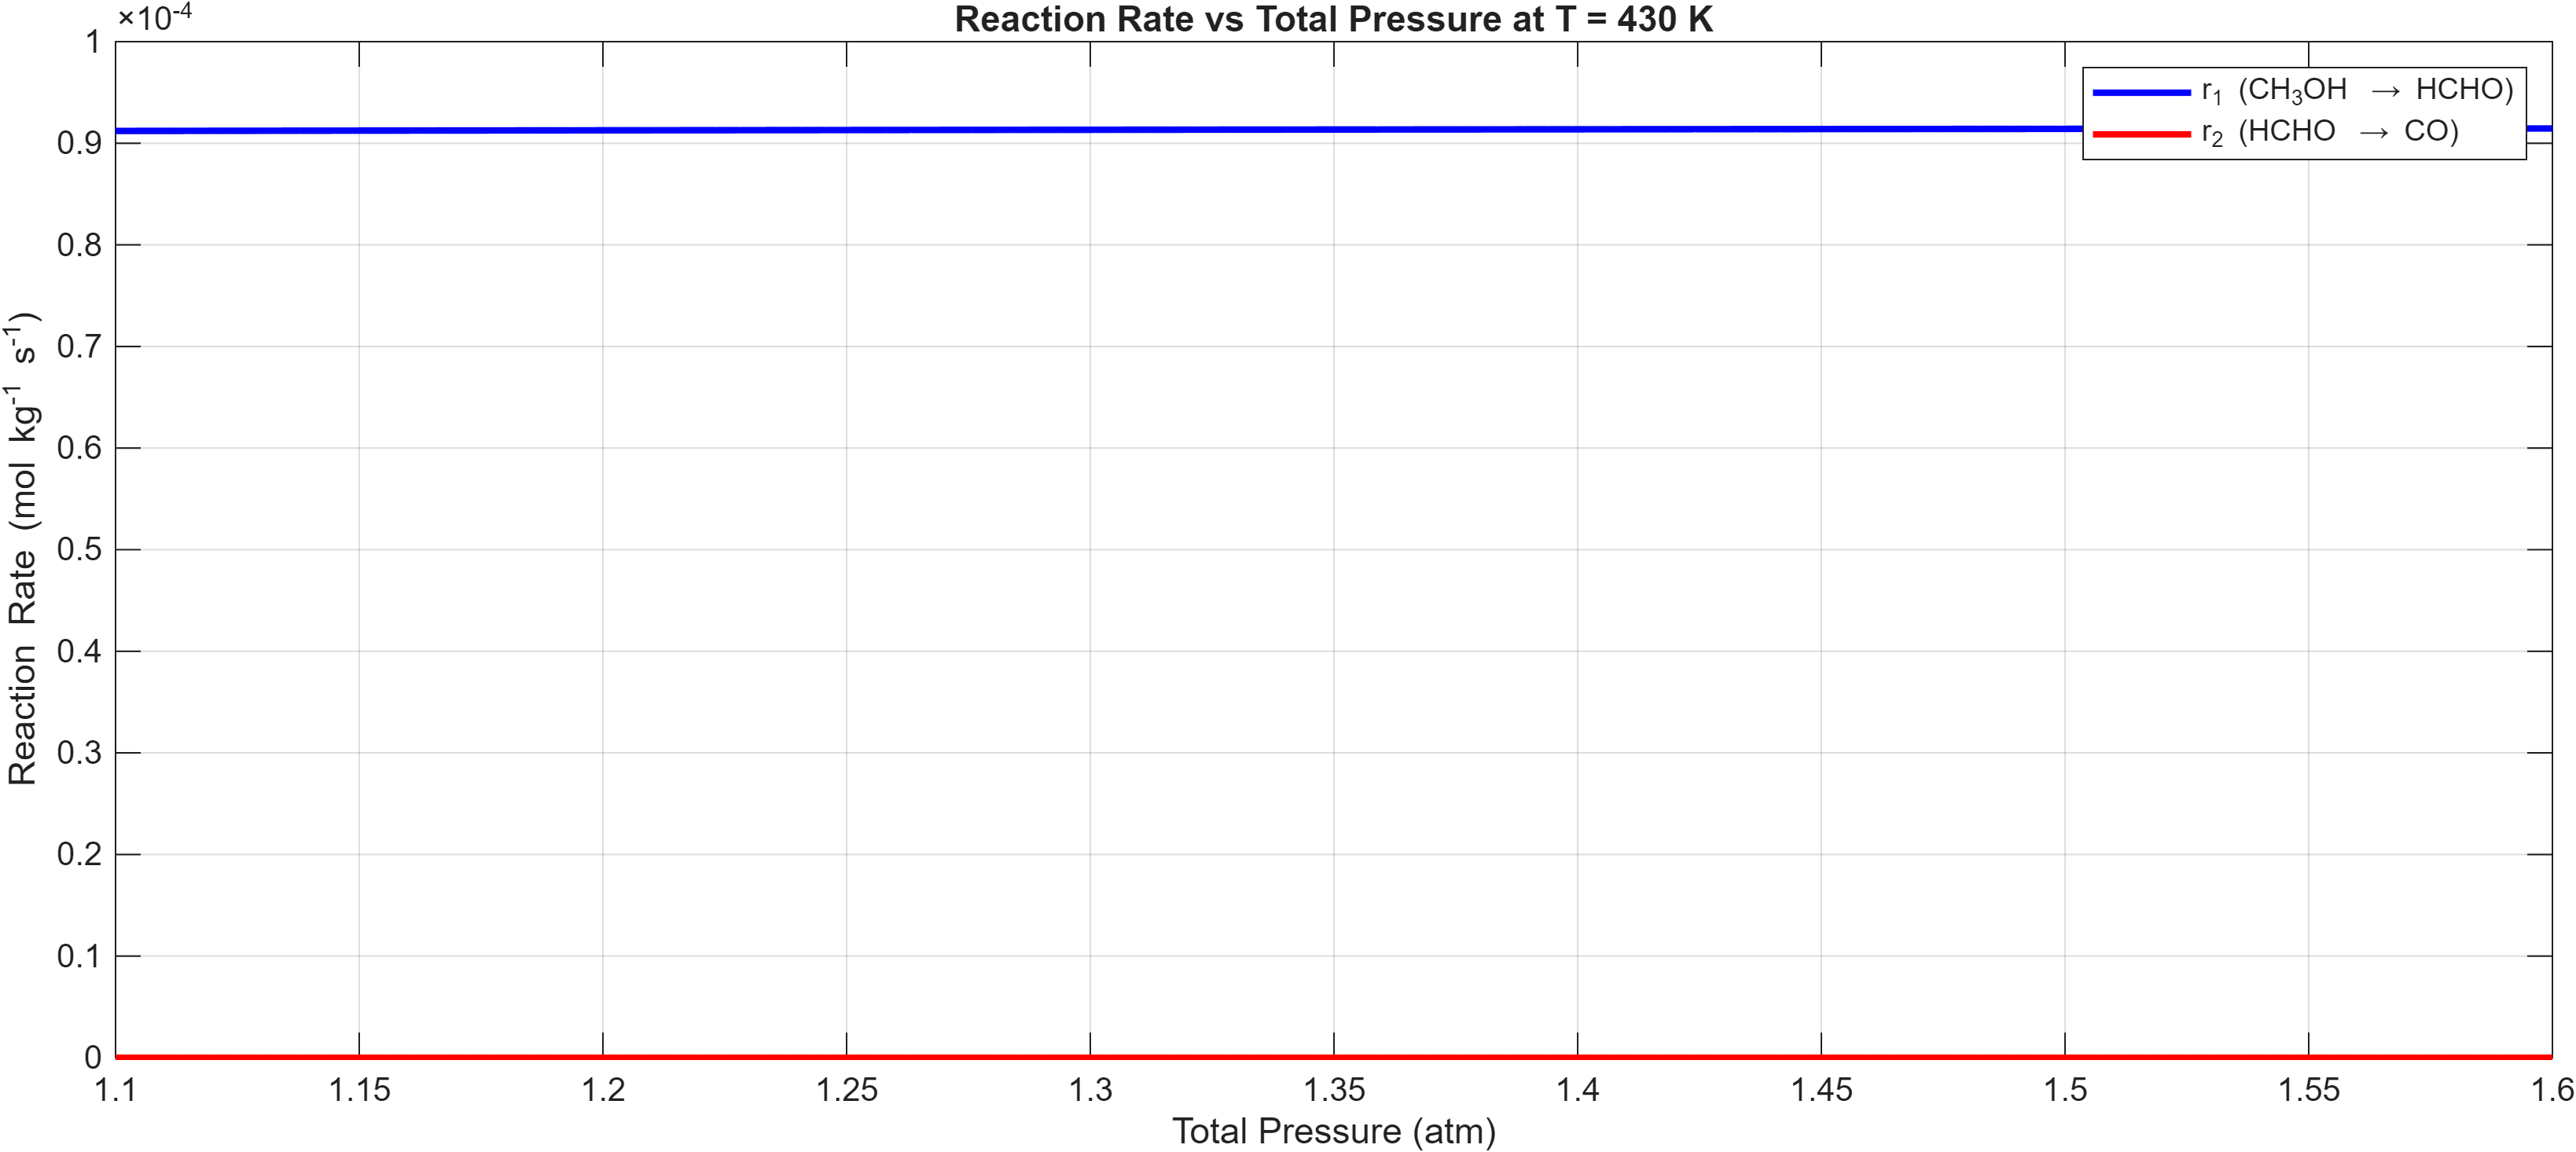 Reaction Rate vs Total Pressure at T = 430 K
×10⁻⁴
1
0.9
0.8
0.7
0.6
0.5
0.4
0.3
0.2
0.1
0
Reaction Rate (mol kg⁻¹ s⁻¹)
r₁ (CH₃OH → HCHO)
r₂ (HCHO → CO)
1.1 1.15 1.2 1.25 1.3 1.35 1.4 1.45 1.5 1.55 1.6
Total Pressure (atm)